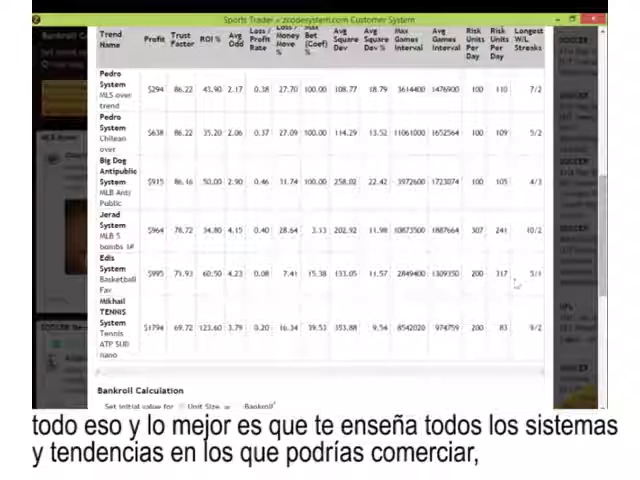 Sports Trader - zcodesystem.com Customer System
Trend Name Profit Trust Factor ROI % Avg Odd Loss / Profit Rate Loss / Money Move % Max Bet (Coef) % Avg Square Dev Avg Square Dev % Max Games Interval Avg Games Interval Risk Units Per Day Risk Units Per Day Longest W/L Streaks
Pedro System MLS over trend $294 86.22 43.90 2.17 0.38 27.70 100.00 108.77 18.79 3614400 1476900 100 110 7/2
Pedro System Chilean over $638 86.22 35.20 2.06 0.37 27.09 100.00 114.29 13.52 11061000 1652564 100 109 5/2
Big Dog Antipublic System MLB Anti Public $915 86.16 50.00 2.90 0.46 31.74 100.00 258.02 22.42 3972600 1723074 100 105 4/3
Jerad System MLB 5 bombs 1# $964 78.72 34.80 4.15 0.40 28.64 3.13 202.92 11.98 10873500 1887664 307 241 10/2
Edis System Basketball Fav $995 71.93 60.50 4.23 0.08 7.41 15.38 133.05 11.57 2849400 1309350 200 317 5/1
Mikhail TENNIS System Tennis ATP SUB nano $1794 69.72 123.60 3.79 0.20 16.34 39.53 353.88 9.54 8542020 974759 200 83 9/2
Bankroll Calculation
Set initial value for Unit Size, or Bankroll
todo eso y lo mejor es que te enseña todos los sistemas
y tendencias en los que podrías comerciar,